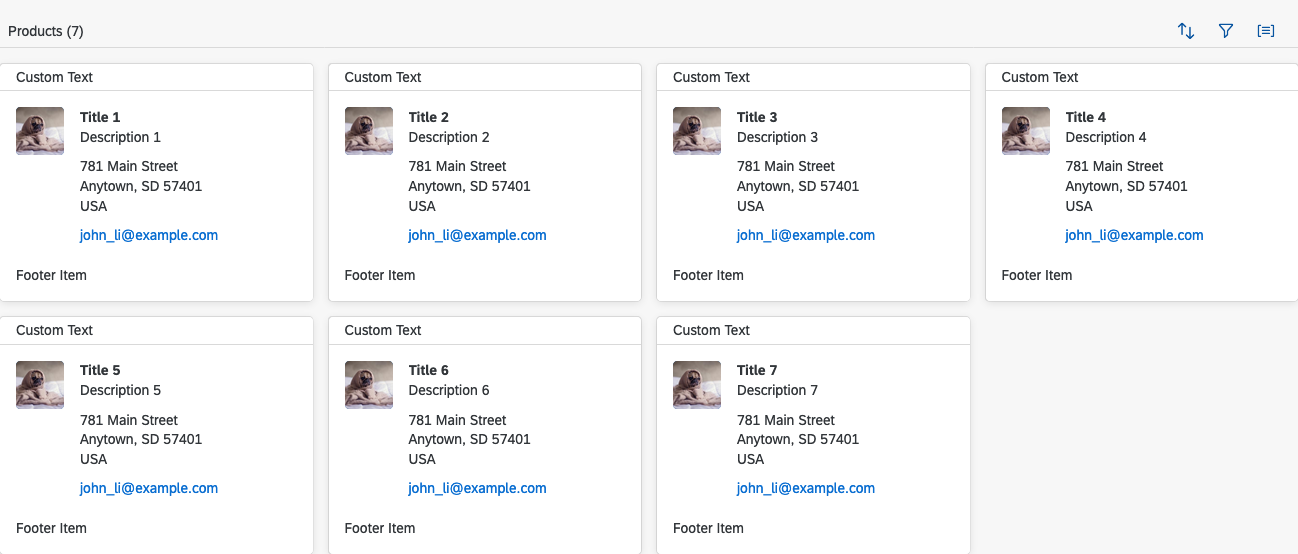 Products (7)
Custom Text
Title 1
Description 1
781 Main Street
Anytown, SD 57401
USA
john_li@example.com
Footer Item
Custom Text
Title 2
Description 2
781 Main Street
Anytown, SD 57401
USA
john_li@example.com
Footer Item
Custom Text
Title 3
Description 3
781 Main Street
Anytown, SD 57401
USA
john_li@example.com
Footer Item
Custom Text
Title 4
Description 4
781 Main Street
Anytown, SD 57401
USA
john_li@example.com
Footer Item
Custom Text
Title 5
Description 5
781 Main Street
Anytown, SD 57401
USA
john_li@example.com
Footer Item
Custom Text
Title 6
Description 6
781 Main Street
Anytown, SD 57401
USA
john_li@example.com
Footer Item
Custom Text
Title 7
Description 7
781 Main Street
Anytown, SD 57401
USA
john_li@example.com
Footer Item